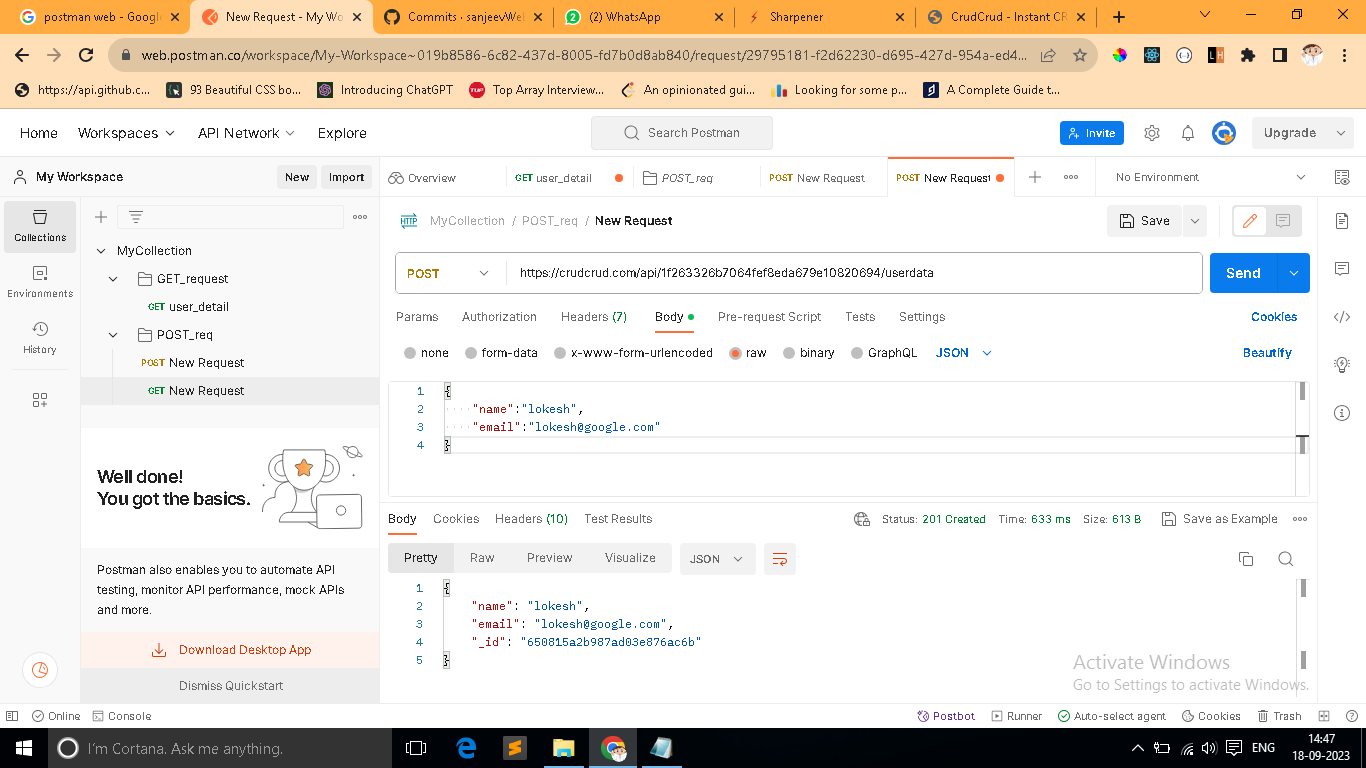 postman web - Googl
New Request - My Wo
Commits · sanjeevWel
(2) WhatsApp
Sharpener
CrudCrud - Instant CR
web.postman.co/workspace/My-Workspace~019b8586-6c82-437d-8005-fd7b0d8ab840/request/29795181-f2d62230-d695-427d-954a-ed4...
https://api.github.c...
93 Beautiful CSS bo...
Introducing ChatGPT
Top Array Interview...
An opinionated gui...
Looking for some p...
A Complete Guide t...
Home
Workspaces
API Network
Explore
Search Postman
Invite
Upgrade
My Workspace
New
Import
Overview
GET user_detail
POST_req
POST New Request
POST New Request
No Environment
Collections
Environments
History
MyCollection
GET_request
GET user_detail
POST_req
POST New Request
GET New Request
Well done!
You got the basics.
Postman also enables you to automate API
testing, monitor API performance, mock APIs
and more.
Download Desktop App
Dismiss Quickstart
HTTP
MyCollection / POST_req / New Request
Save
POST
https://crudcrud.com/api/1f263326b7064fef8eda679e10820694/userdata
Send
Params
Authorization
Headers (7)
Body
Pre-request Script
Tests
Settings
Cookies
none
form-data
x-www-form-urlencoded
raw
binary
GraphQL
JSON
Beautify
1 {
2 "name":"lokesh",
3 "email":"lokesh@google.com"
4 }
Body
Cookies
Headers (10)
Test Results
Status: 201 Created
Time: 633 ms
Size: 613 B
Save as Example
Pretty
Raw
Preview
Visualize
JSON
1 {
2 "name": "lokesh",
3 "email": "lokesh@google.com",
4 "_id": "650815a2b987ad03e876ac6b"
5 }
Activate Windows
Go to Settings to activate Windows.
Online
Console
Postbot
Runner
Auto-select agent
Cookies
Trash
I'm Cortana. Ask me anything.
ENG
14:47
18-09-2023